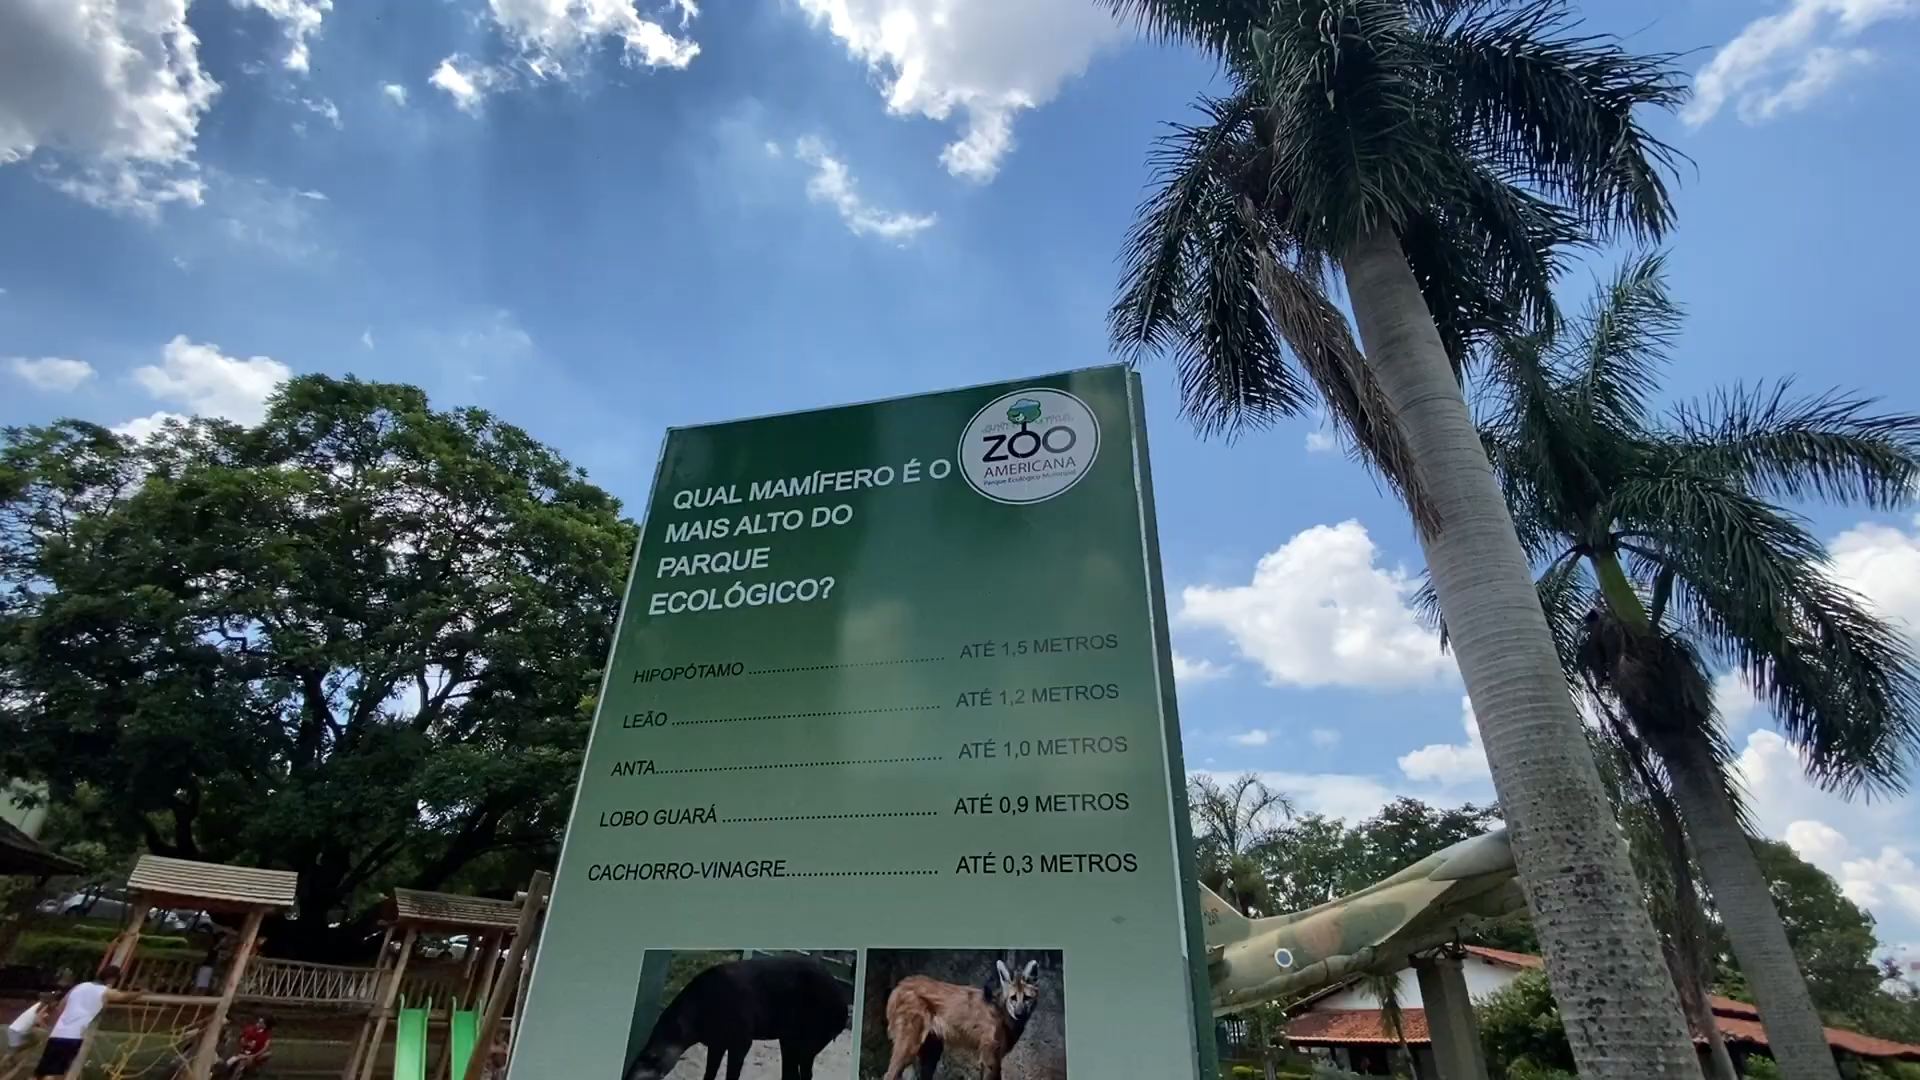 ZOO
AMERICANA
Parque Ecológico Municipal
QUAL MAMÍFERO É O
MAIS ALTO DO
PARQUE
ECOLÓGICO?
HIPOPÓTAMO ........................................ ATÉ 1,5 METROS
LEÃO ...................................................... ATÉ 1,2 METROS
ANTA......................................................... ATÉ 1,0 METROS
LOBO GUARÁ ........................................... ATÉ 0,9 METROS
CACHORRO-VINAGRE.............................. ATÉ 0,3 METROS